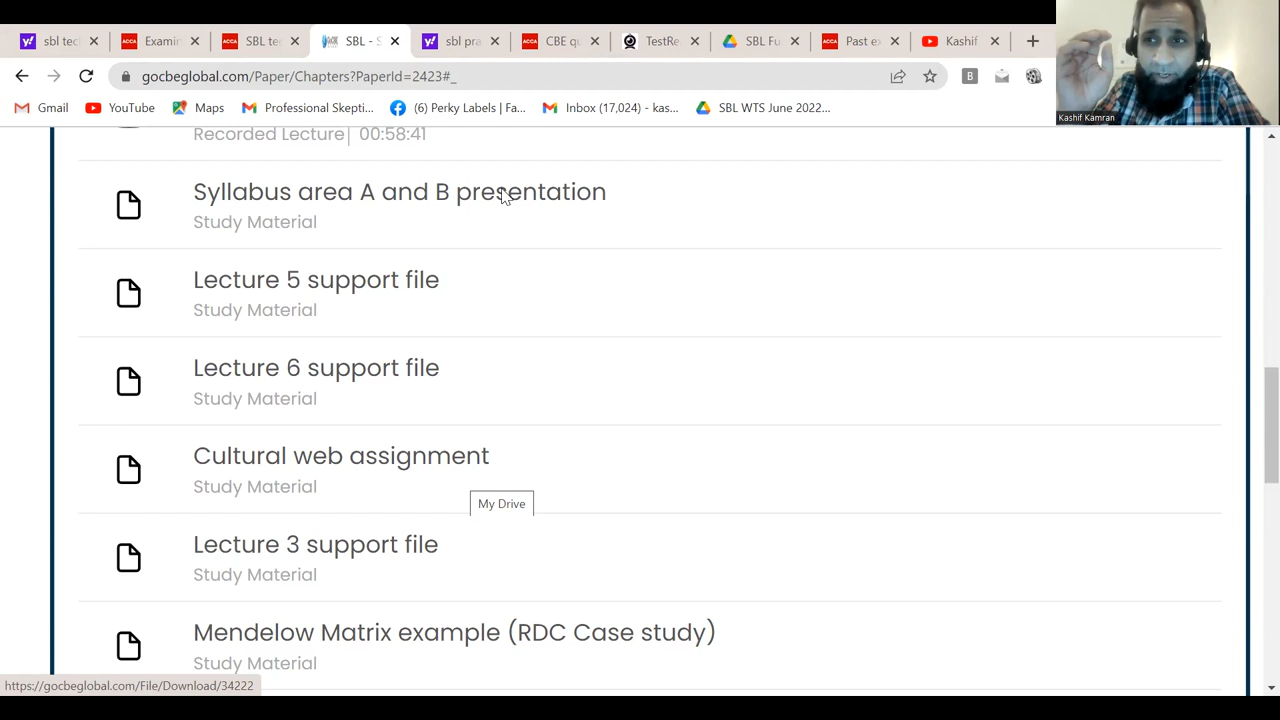 sbl tec
Examin
SBL te
SBL - S
sbl pra
CBE qu
TestRe
SBL Fu
Past ex
Kashif
gocbeglobal.com/Paper/Chapters?PaperId=2423#_
Gmail
YouTube
Maps
Professional Skepti...
(6) Perky Labels | Fa...
Inbox (17,024) - kas...
SBL WTS June 2022...
Kashif Kamran
Recorded Lecture| 00:58:41
Syllabus area A and B presentation
Study Material
Lecture 5 support file
Study Material
Lecture 6 support file
Study Material
Cultural web assignment
Study Material
My Drive
Lecture 3 support file
Study Material
Mendelow Matrix example (RDC Case study)
Study Material
https://gocbeglobal.com/File/Download/34222